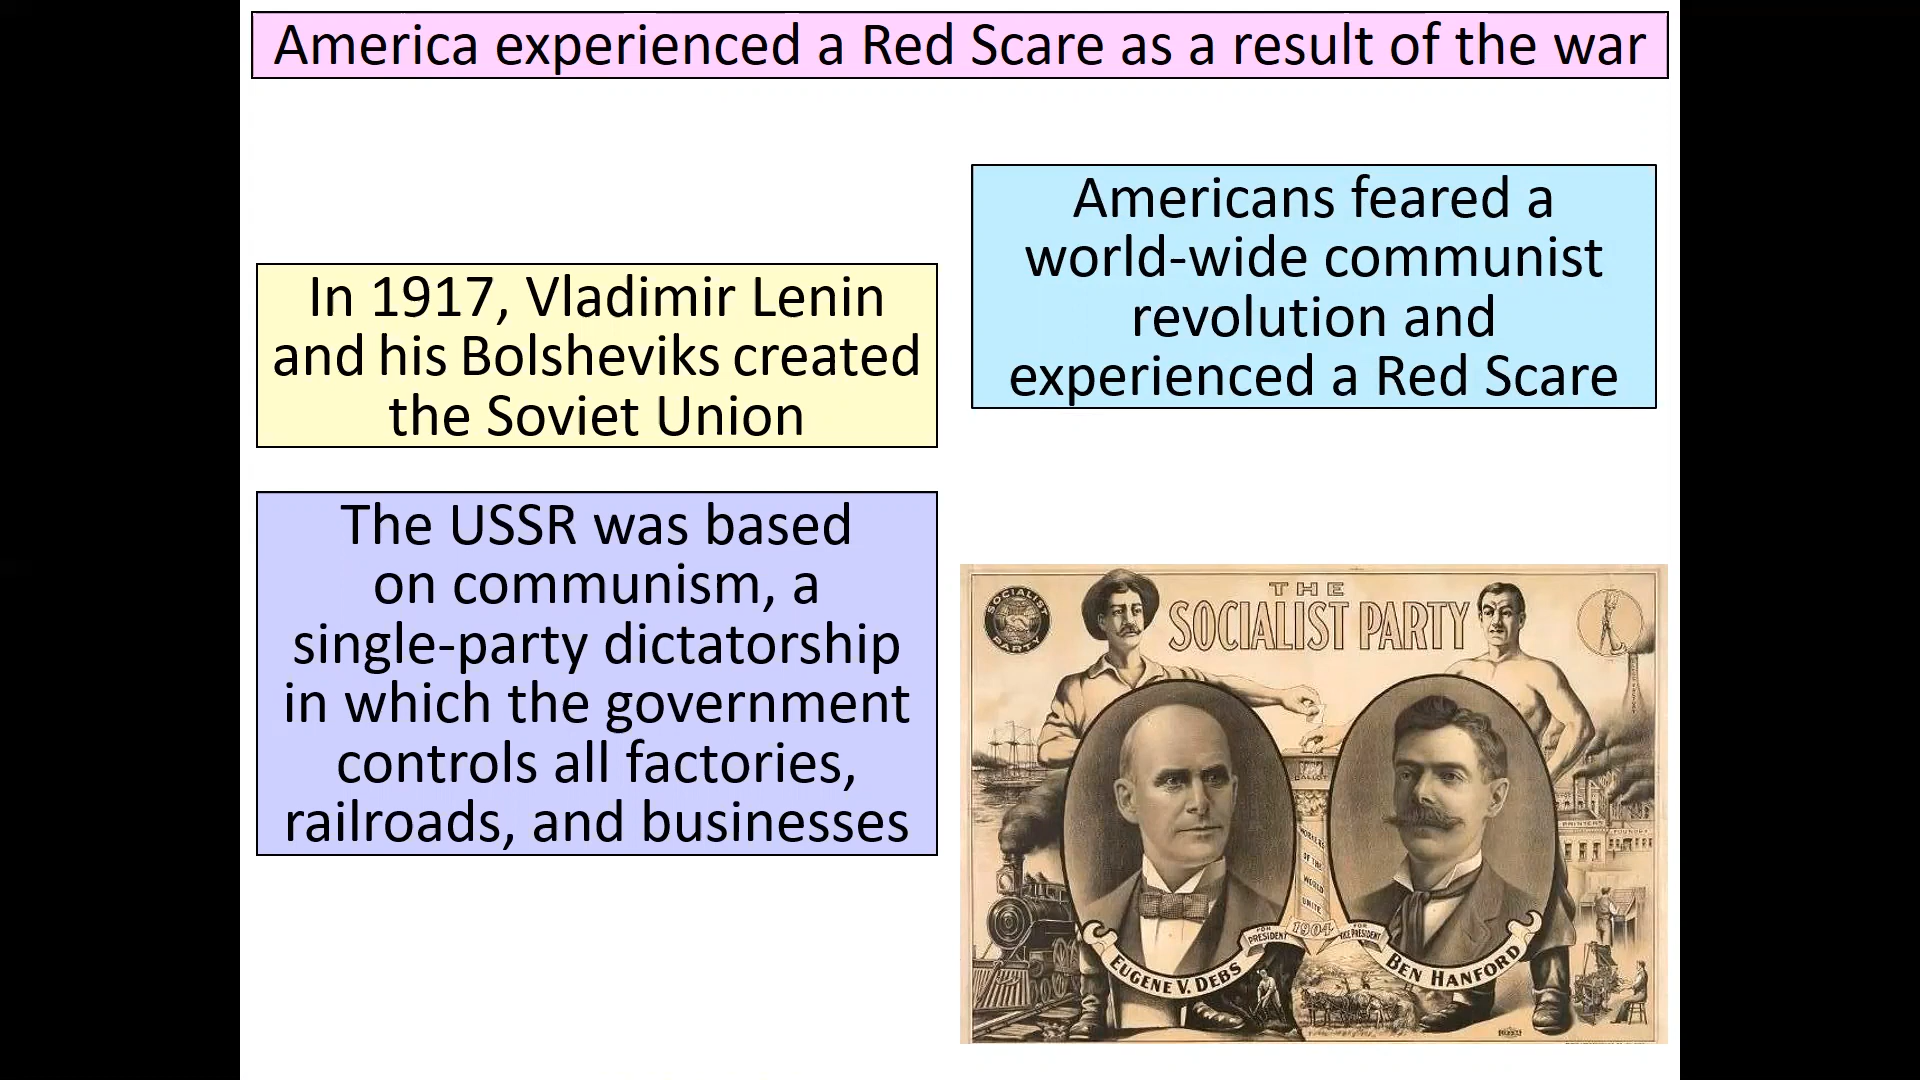 America experienced a Red Scare as a result of the war
In 1917, Vladimir Lenin
and his Bolsheviks created
the Soviet Union
The USSR was based
on communism, a
single-party dictatorship
in which the government
controls all factories,
railroads, and businesses
Americans feared a
world-wide communist
revolution and
experienced a Red Scare
THE
SOCIALIST PARTY
SOCIALIST
PARTY
BALLOT
WORKERS
OF THE
WORLD
UNITE
PRINTERS
FOUNDRY
1904
FOR
PRESIDENT
FOR
VICE PRESIDENT
EUGENE V. DEBS
BEN HANFORD